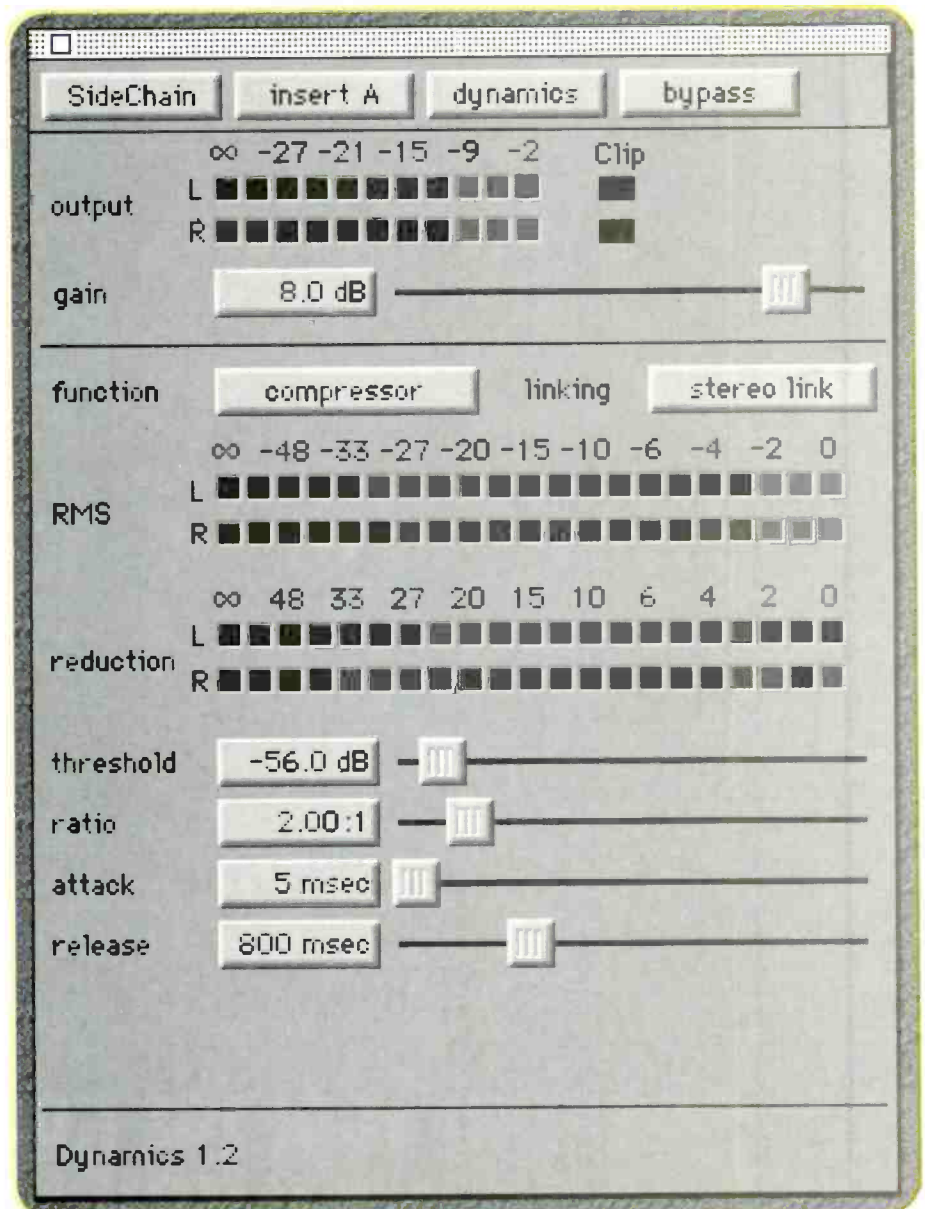 SideChain insert A dynamics bypass
∞ -27 -21 -15 -9 -2 Clip
L
output
R
gain 8.0 dB
function compressor linking stereo link
∞ -48 -33 -27 -20 -15 -10 -6 -4 -2 0
L
RMS
R
∞ 48 33 27 20 15 10 6 4 2 0
L
reduction
R
threshold -56.0 dB
ratio 2.00:1
attack 5 msec
release 800 msec
Dynamics 1.2